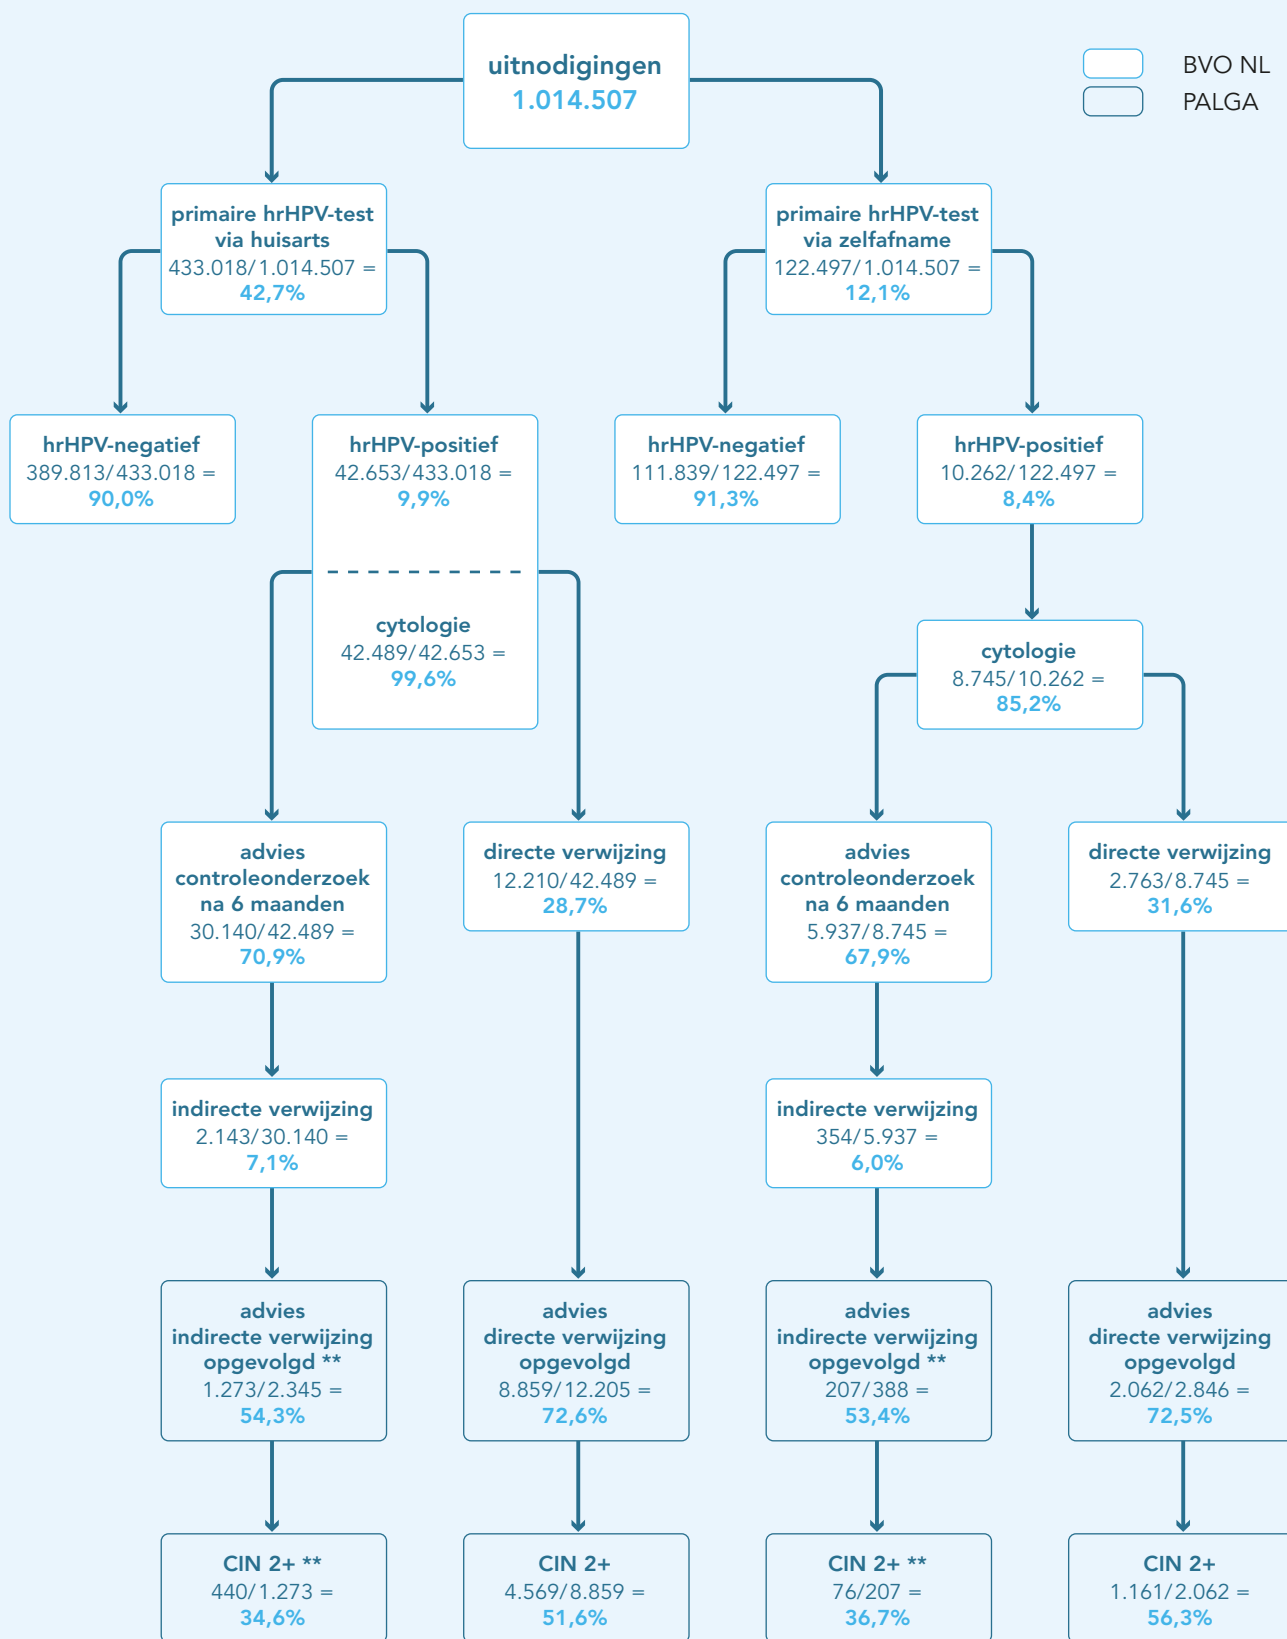 uitnodigingen
1.014.507
BVO NL
PALGA
primaire hrHPV-test
via huisarts
433.018/1.014.507 =
42,7%
primaire hrHPV-test
via zelfafname
122.497/1.014.507 =
12,1%
hrHPV-negatief
389.813/433.018 =
90,0%
hrHPV-positief
42.653/433.018 =
9,9%
hrHPV-negatief
111.839/122.497 =
91,3%
hrHPV-positief
10.262/122.497 =
8,4%
cytologie
42.489/42.653 =
99,6%
cytologie
8.745/10.262 =
85,2%
advies
controleonderzoek
na 6 maanden
30.140/42.489 =
70,9%
directe verwijzing
12.210/42.489 =
28,7%
advies
controleonderzoek
na 6 maanden
5.937/8.745 =
67,9%
directe verwijzing
2.763/8.745 =
31,6%
indirecte verwijzing
2.143/30.140 =
7,1%
indirecte verwijzing
354/5.937 =
6,0%
advies
indirecte verwijzing
opgevolgd **
1.273/2.345 =
54,3%
advies
directe verwijzing
opgevolgd
8.859/12.205 =
72,6%
advies
indirecte verwijzing
opgevolgd **
207/388 =
53,4%
advies
directe verwijzing
opgevolgd
2.062/2.846 =
72,5%
CIN 2+ **
440/1.273 =
34,6%
CIN 2+
4.569/8.859 =
51,6%
CIN 2+ **
76/207 =
36,7%
CIN 2+
1.161/2.062 =
56,3%